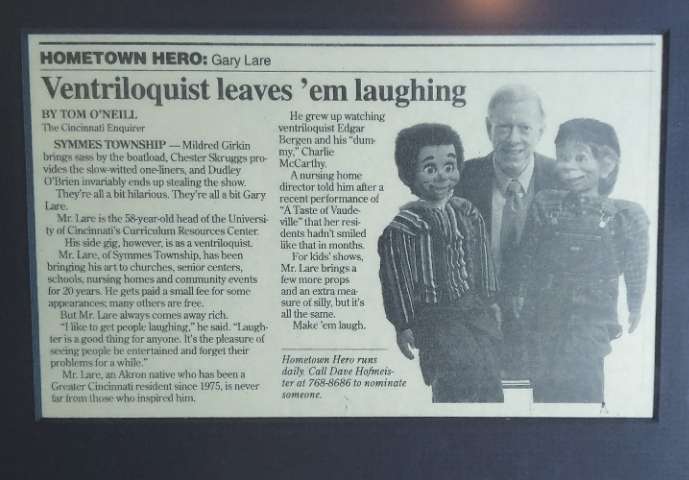 HOMETOWN HERO: Gary Lare
Ventriloquist leaves 'em laughing
BY TOM O'NEILL
The Cincinnati Enquirer
SYMMES TOWNSHIP — Mildred Girkin
brings sass by the boatload, Chester Skruggs pro-
vides the slow-witted one-liners, and Dudley
O'Brien invariably ends up stealing the show.
They're all a bit hilarious. They're all a bit Gary
Lare.
Mr. Lare is the 58-year-old head of the Universi-
ty of Cincinnati's Curriculum Resources Center.
His side gig, however, is as a ventriloquist.
Mr. Lare, of Symmes Township, has been
bringing his art to churches, senior centers,
schools, nursing homes and community events
for 20 years. He gets paid a small fee for some
appearances; many others are free.
But Mr. Lare always comes away rich.
"I like to get people laughing," he said. "Laugh-
ter is a good thing for anyone. It's the pleasure of
seeing people be entertained and forget their
problems for a while."
Mr. Lare, an Akron native who has been a
Greater Cincinnati resident since 1975, is never
far from those who inspired him.
He grew up watching
ventriloquist Edgar
Bergen and his "dum-
my," Charlie
McCarthy.
A nursing home
director told him after a
recent performance of
"A Taste of Vaude-
ville" that her resi-
dents hadn't smiled
like that in months.
For kids' shows,
Mr. Lare brings a
few more props
and an extra mea-
sure of silly, but it's
all the same.
Make 'em laugh.
Hometown Hero runs
daily. Call Dave Hofmeis-
ter at 768-8686 to nominate
someone.